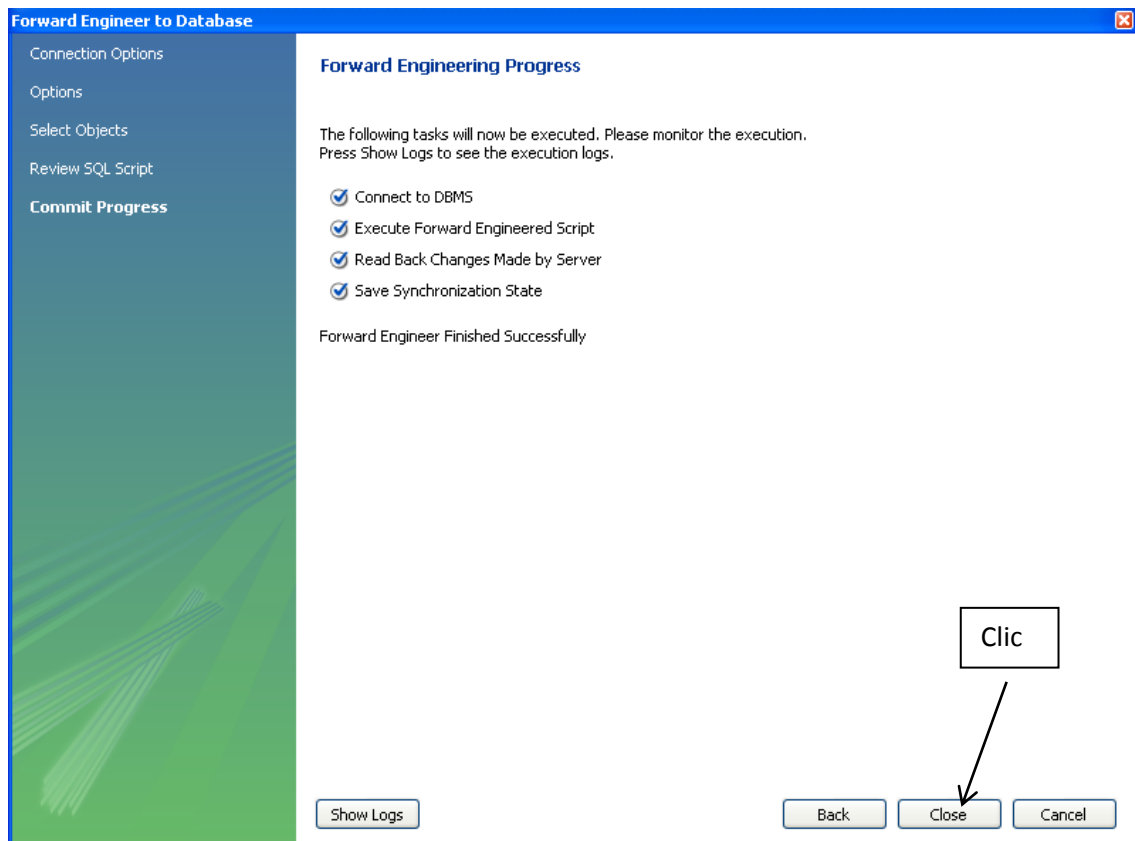 Forward Engineer to Database
Connection Options
Options
Select Objects
Review SQL Script
Commit Progress
Forward Engineering Progress
The following tasks will now be executed. Please monitor the execution.
Press Show Logs to see the execution logs.
Connect to DBMS
Execute Forward Engineered Script
Read Back Changes Made by Server
Save Synchronization State
Forward Engineer Finished Successfully
Clic
Show Logs
Back
Close
Cancel